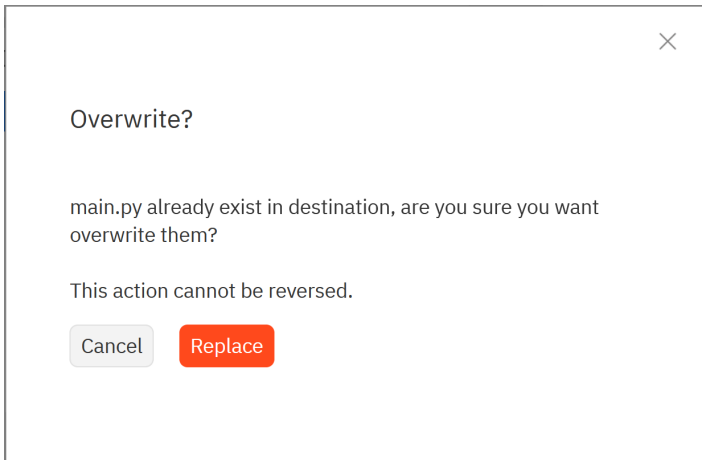 Overwrite?
main.py already exist in destination, are you sure you want
overwrite them?
This action cannot be reversed.
Cancel
Replace